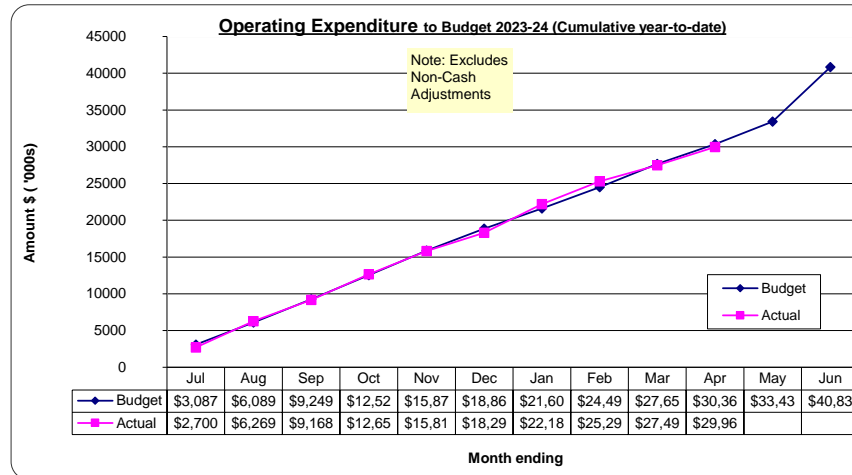 Operating Expenditure to Budget 2023-24 (Cumulative year-to-date)
Note: Excludes
Non-Cash
Adjustments
Amount $ ( '000s)
45000
40000
35000
30000
25000
20000
15000
10000
5000
0
Budget
Actual
Jul Aug Sep Oct Nov Dec Jan Feb Mar Apr May Jun
Budget $3,087 $6,089 $9,249 $12,52 $15,87 $18,86 $21,60 $24,49 $27,65 $30,36 $33,43 $40,83
Actual $2,700 $6,269 $9,168 $12,65 $15,81 $18,29 $22,18 $25,29 $27,49 $29,96
Month ending